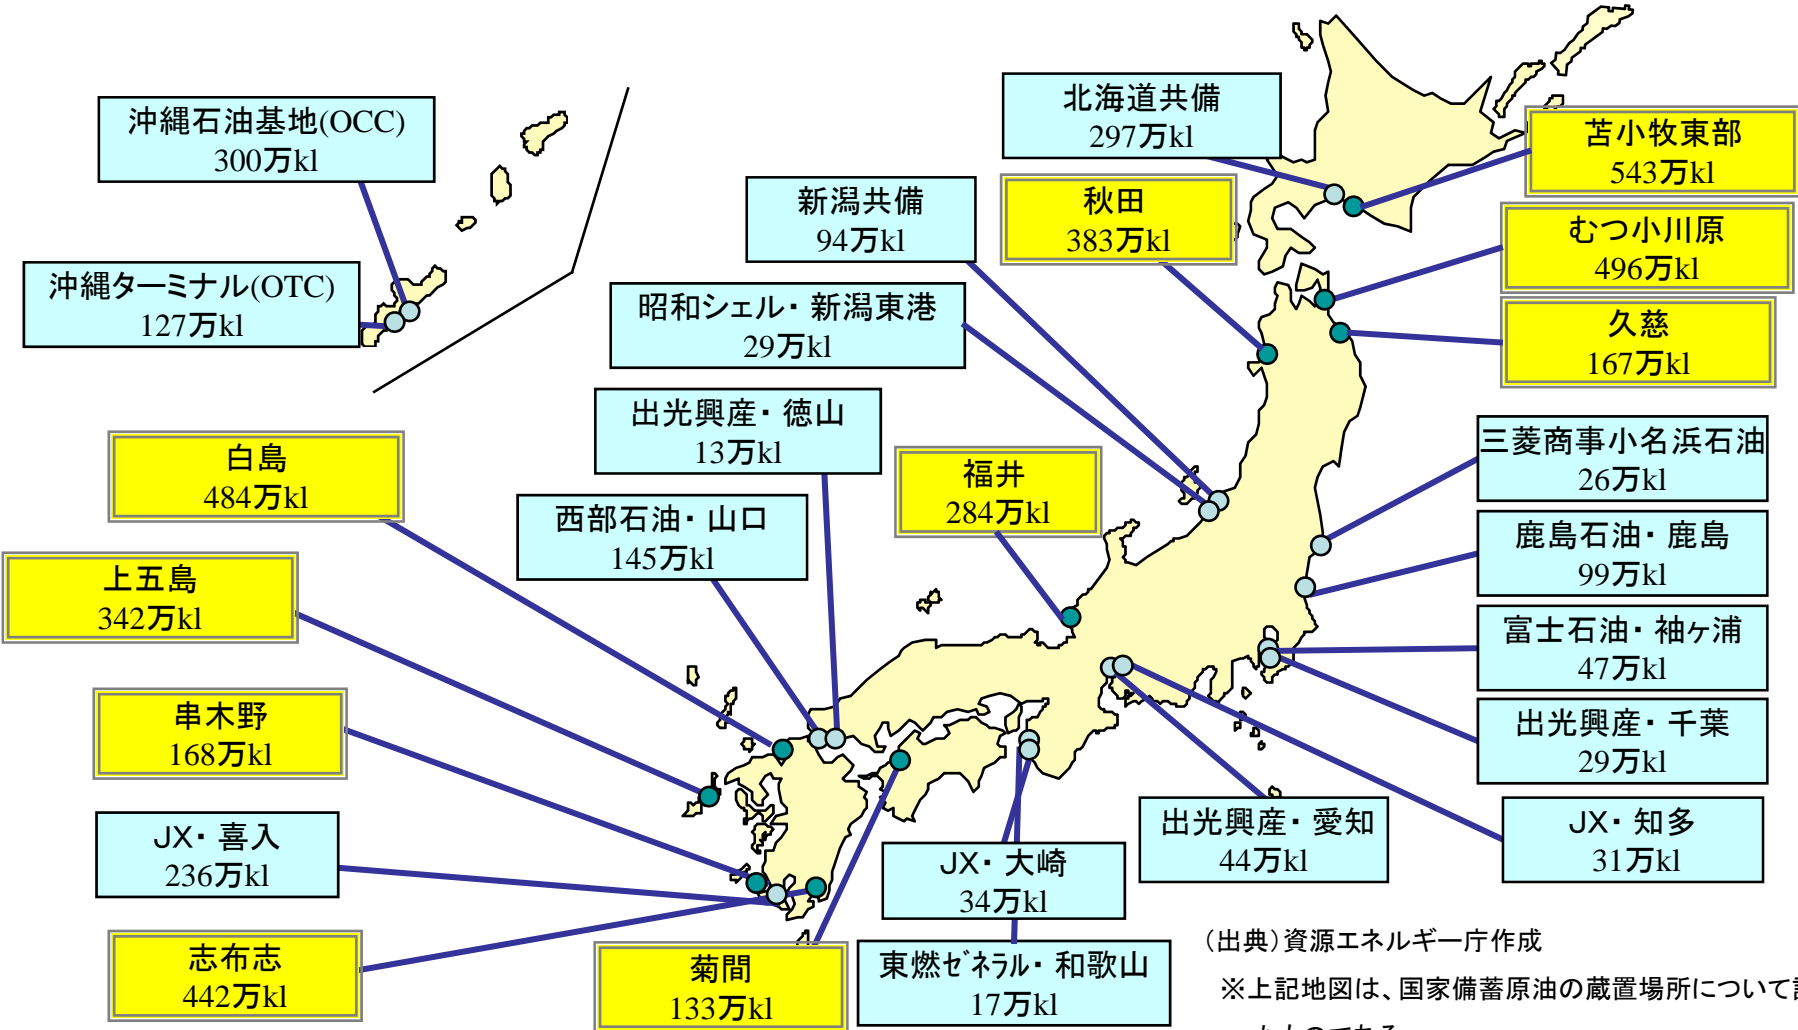 北海道共備
297万kl
沖縄石油基地(OCC)
300万kl
苫小牧東部
543万kl
新潟共備
94万kl
秋田
383万kl
むつ小川原
496万kl
沖縄ターミナル(OTC)
127万kl
昭和シェル・新潟東港
29万kl
久慈
167万kl
出光興産・徳山
13万kl
三菱商事小名浜石油
26万kl
白島
484万kl
福井
284万kl
西部石油・山口
145万kl
鹿島石油・鹿島
99万kl
上五島
342万kl
富士石油・袖ヶ浦
47万kl
串木野
168万kl
出光興産・千葉
29万kl
JX・喜入
236万kl
出光興産・愛知
44万kl
JX・知多
31万kl
JX・大崎
34万kl
志布志
442万kl
菊間
133万kl
東燃ゼネラル・和歌山
17万kl
(出典)資源エネルギー庁作成
※上記地図は、国家備蓄原油の蔵置場所について
たものである